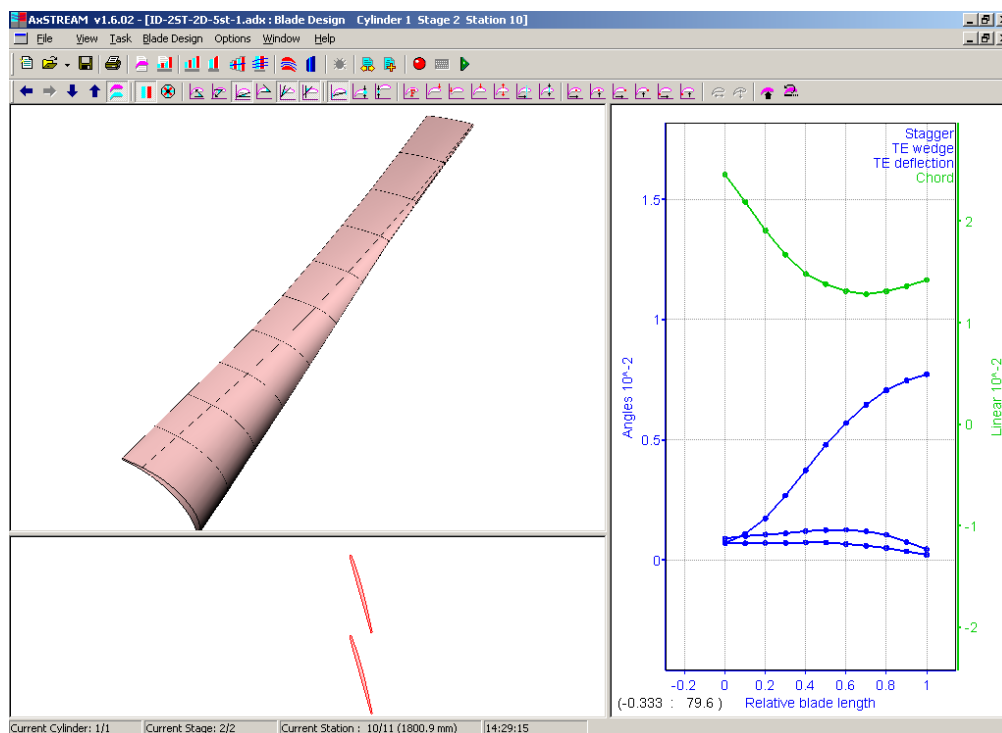 AxSTREAM v1.6.02 - [ID-2ST-2D-5st-1.adx: Blade Design Cylinder 1 Stage 2 Station 10]
File View Task Blade Design Options Window Help
Stagger
TE wedge
TE deflection
Chord
1.5
1
0.5
0
Angles 10^-2
2
1
0
-1
-2
Linear 10^-2
-0.2 0 0.2 0.4 0.6 0.8 1
(-0.333 : 79.6) Relative blade length
Current Cylinder: 1/1 Current Stage: 2/2 Current Station : 10/11 (1800.9 mm) 14:29:15